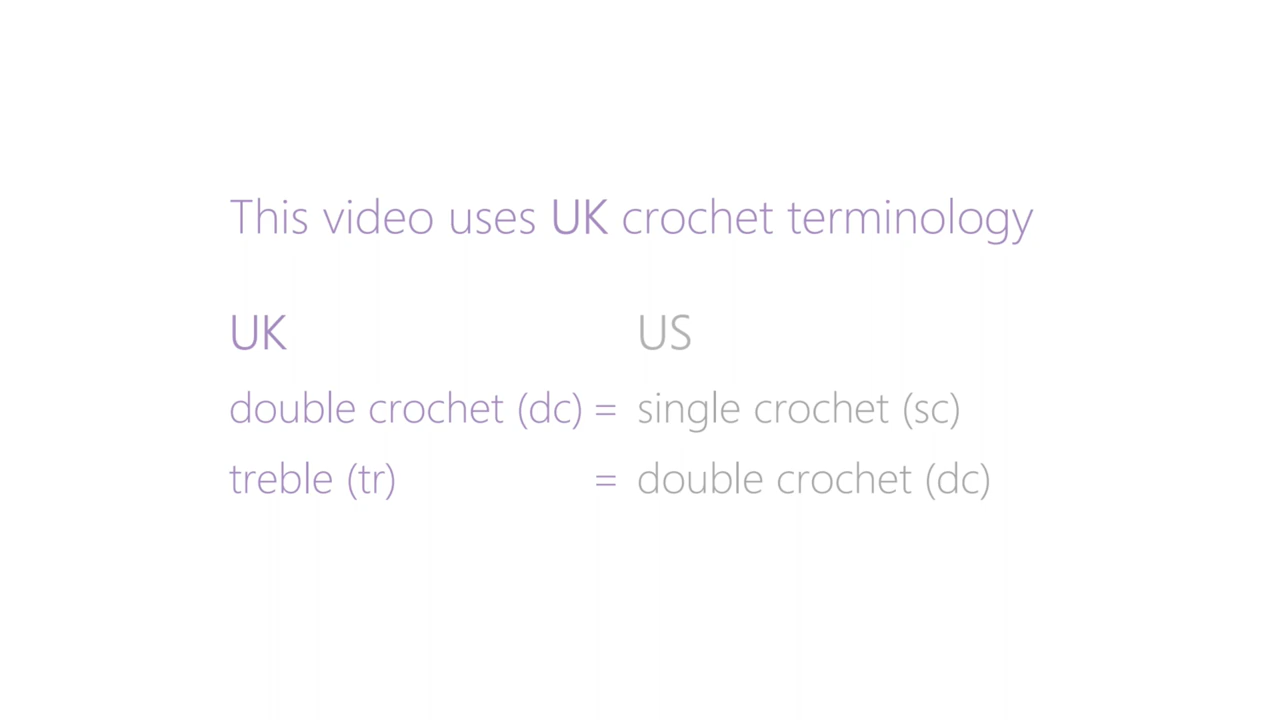 This video uses UK crochet terminology
UK US
double crochet (dc) = single crochet (sc)
treble (tr) = double crochet (dc)